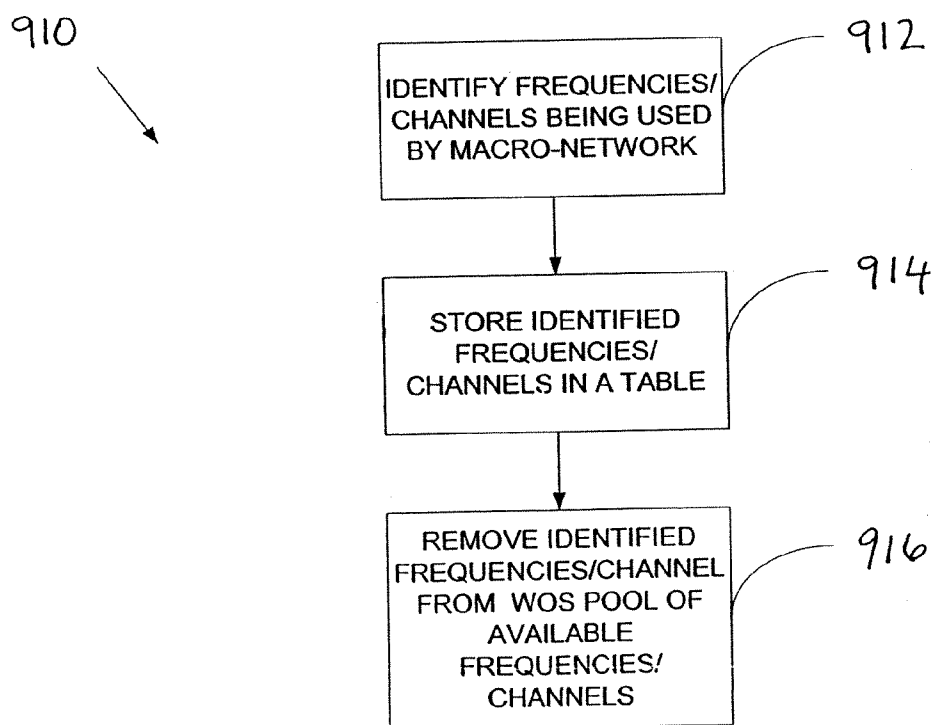 910
912
IDENTIFY FREQUENCIES/
CHANNELS BEING USED
BY MACRO-NETWORK
914
STORE IDENTIFIED
FREQUENCIES/
CHANNELS IN A TABLE
916
REMOVE IDENTIFIED
FREQUENCIES/CHANNEL
FROM WOS POOL OF
AVAILABLE
FREQUENCIES/
CHANNELS